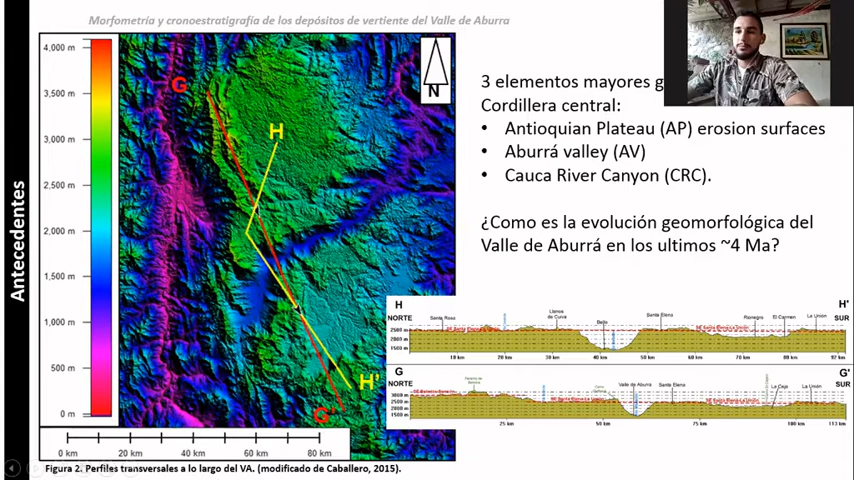 Morfometría y cronoestratigrafía de los depósitos de vertiente del Valle de Aburra
Antecedentes
4,000 m
3,500 m
3,000 m
2,500 m
2,000 m
1,500 m
1,000 m
500 m
0 m
G
H
N
H'
G'
0 km 20 km 40 km 60 km 80 km
Figura 2. Perfiles transversales a lo largo del VA. (modificado de Caballero, 2015).
3 elementos mayores g
Cordillera central:
• Antioquian Plateau (AP) erosion surfaces
• Aburrá valley (AV)
• Cauca River Canyon (CRC).
¿Como es la evolución geomorfológica del
Valle de Aburrá en los ultimos ~4 Ma?
H H'
NORTE SUR
Santa Rosa Llanos de Cuiva Bello Santa Elena Rionegro El Carmen La Unión
2500 m
2000 m
1500 m
10 km 20 km 30 km 40 km 50 km 60 km 70 km 80 km 92 km
G G'
NORTE SUR
Valle de Aburrá Santa Elena La Ceja La Unión
3000 m
2500 m
2000 m
1500 m
25 km 50 km 75 km 100 km 113 km